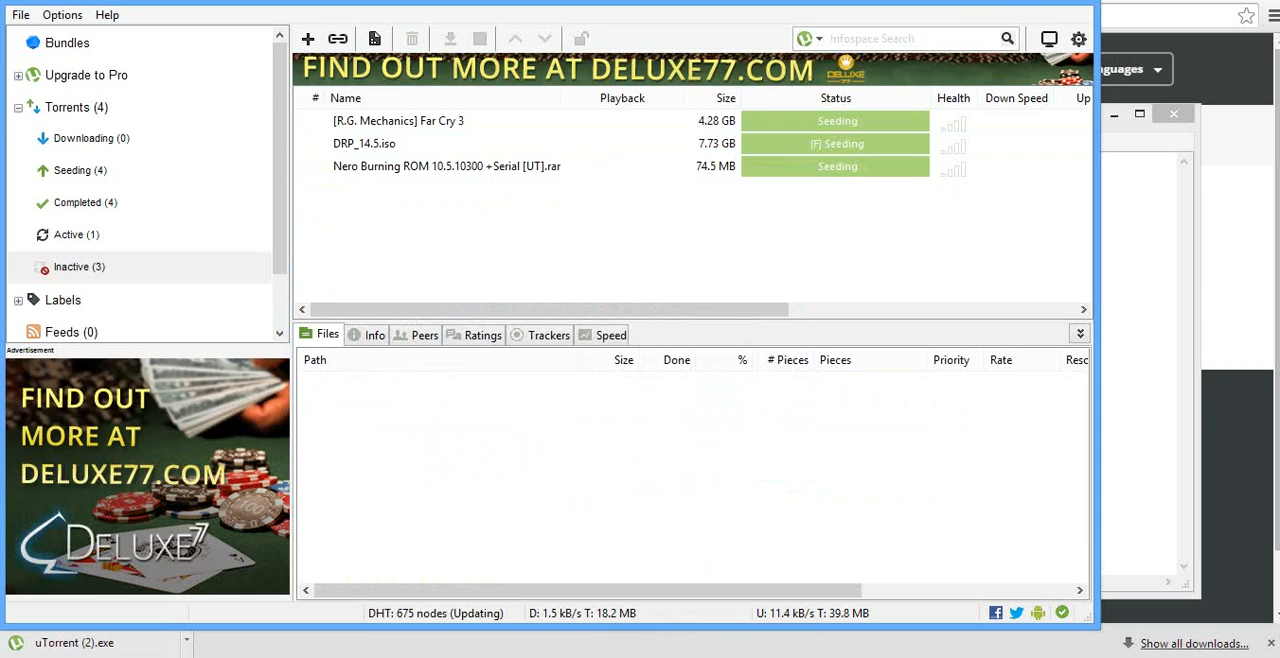 File Options Help
Bundles
Upgrade to Pro
Torrents (4)
Downloading (0)
Seeding (4)
Completed (4)
Active (1)
Inactive (3)
Labels
Feeds (0)
Infospace Search
FIND OUT MORE AT DELUXE77.COM
DELUXE
77
# Name Playback Size Status Health Down Speed Up
[R.G. Mechanics] Far Cry 3 4.28 GB Seeding
DRP_14.5.iso 7.73 GB [F] Seeding
Nero Burning ROM 10.5.10300 +Serial [UT].rar 74.5 MB Seeding
Files Info Peers Ratings Trackers Speed
Path Size Done % # Pieces Pieces Priority Rate Resc
Advertisement
FIND OUT
MORE AT
DELUXE77.COM
DELUXE7
DHT: 675 nodes (Updating) D: 1.5 kB/s T: 18.2 MB U: 11.4 kB/s T: 39.8 MB
guages
uTorrent (2).exe
Show all downloads...